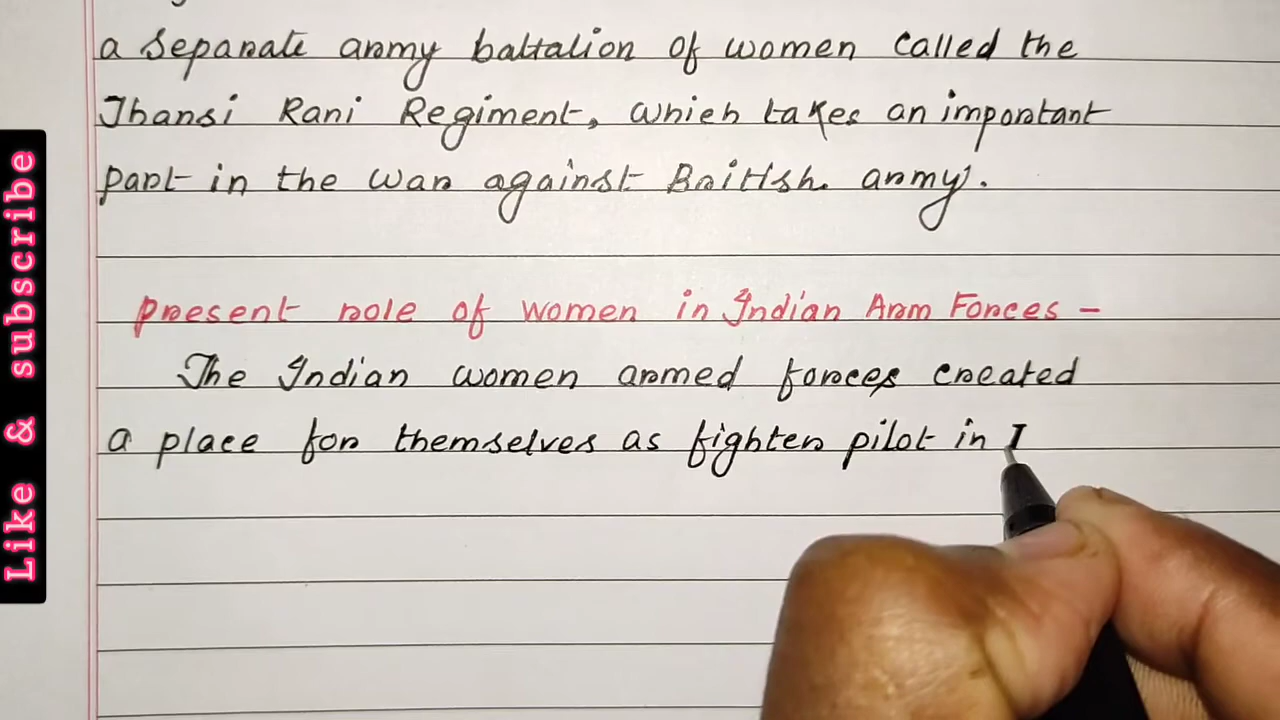 a separate army battalion of women called the
Jhansi Rani Regiment, which takes an important
part in the war against British army.
Present role of women in Indian Arm Forces -
The Indian women armed forces created
a place for themselves as fighter pilot in I
Like & subscribe